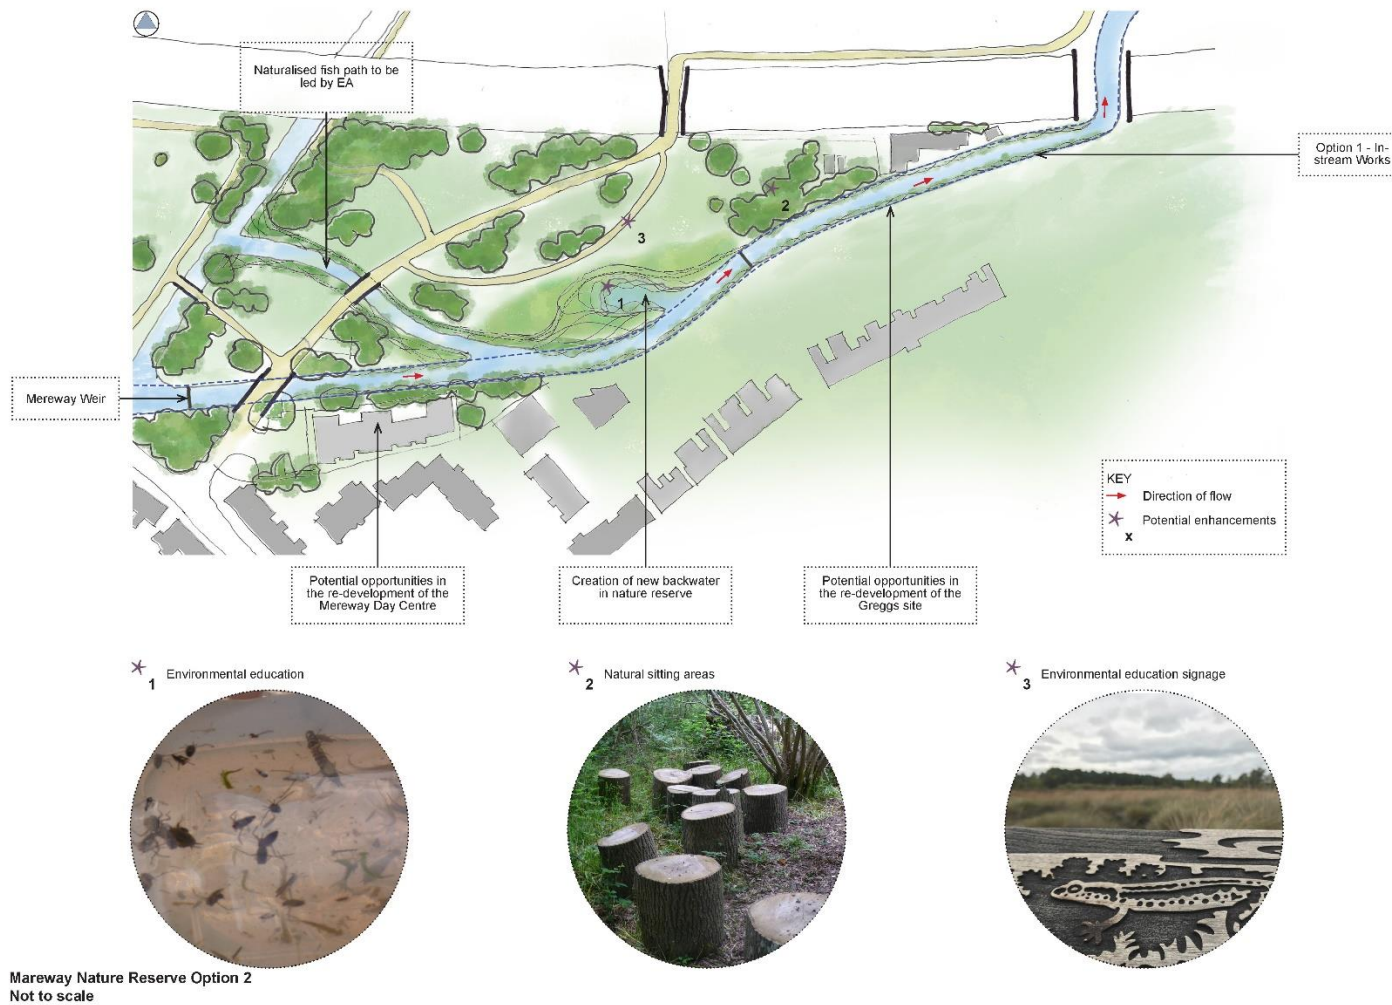 Naturalised fish path to be
led by EA
Option 1 - In-
stream Works
2
3
1
Mereway Weir
KEY
Direction of flow
Potential enhancements
x
Potential opportunities in
the re-development of the
Mereway Day Centre
Creation of new backwater
in nature reserve
Potential opportunities in
the re-development of the
Greggs site
1 Environmental education
2 Natural sitting areas
3 Environmental education signage
Mareway Nature Reserve Option 2
Not to scale